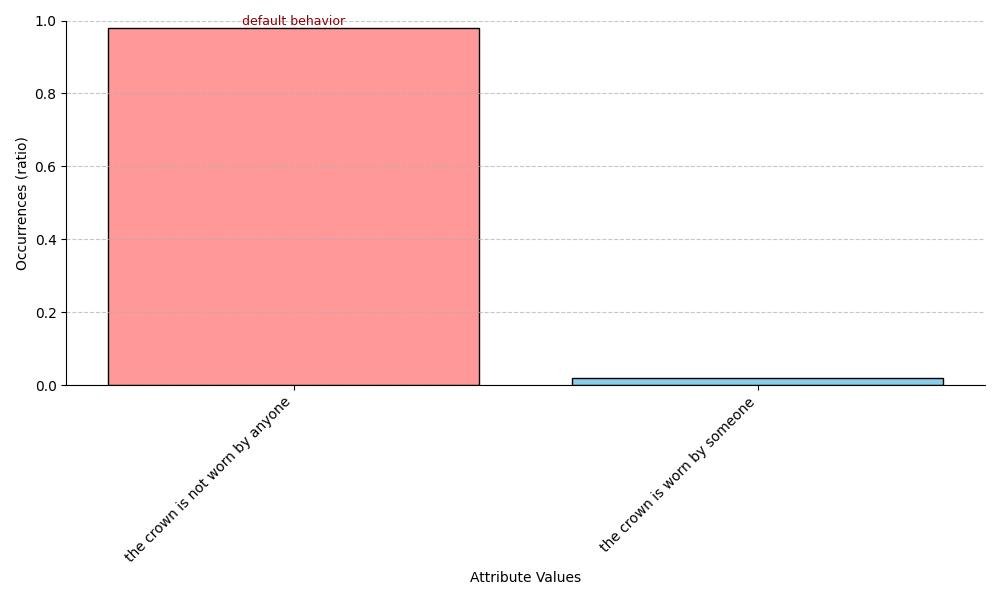 default behavior
1.0
0.8
0.6
0.4
0.2
0.0
Occurrences (ratio)
the crown is not worn by anyone
the crown is worn by someone
Attribute Values